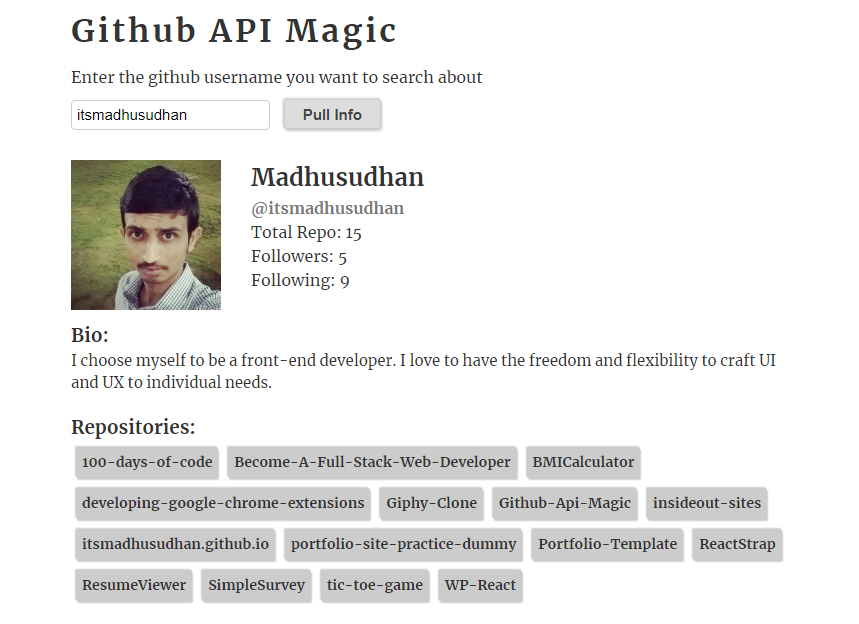 Github API Magic
Enter the github username you want to search about
itsmadhusudhan Pull Info
Madhusudhan
@itsmadhusudhan
Total Repo: 15
Followers: 5
Following: 9
Bio:
I choose myself to be a front-end developer. I love to have the freedom and flexibility to craft UI
and UX to individual needs.
Repositories:
100-days-of-code Become-A-Full-Stack-Web-Developer BMICalculator
developing-google-chrome-extensions Giphy-Clone Github-Api-Magic insideout-sites
itsmadhusudhan.github.io portfolio-site-practice-dummy Portfolio-Template ReactStrap
ResumeViewer SimpleSurvey tic-toe-game WP-React